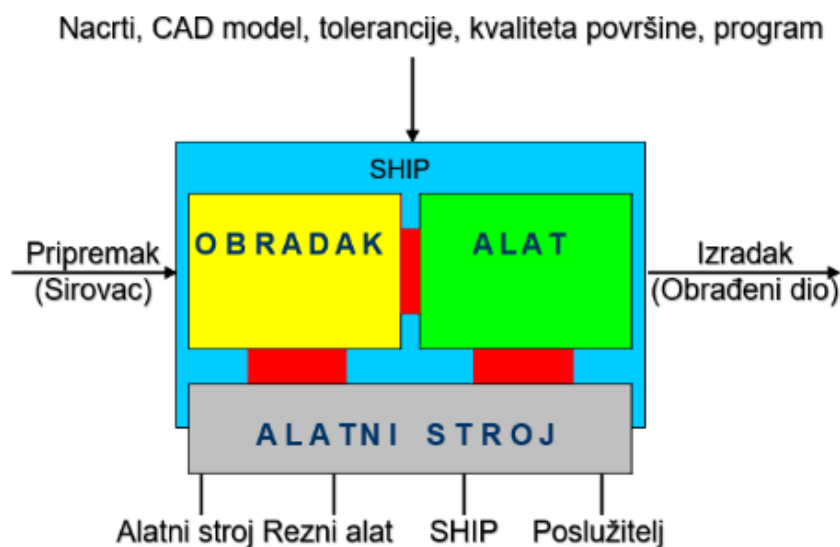 Nacrti, CAD model, tolerancije, kvaliteta površine, program
SHIP
OBRADAK
ALAT
Pripremak
(Sirovac)
Izradak
(Obrađeni dio)
ALATNI STROJ
Alatni stroj
Rezni alat
SHIP
Poslužitelj